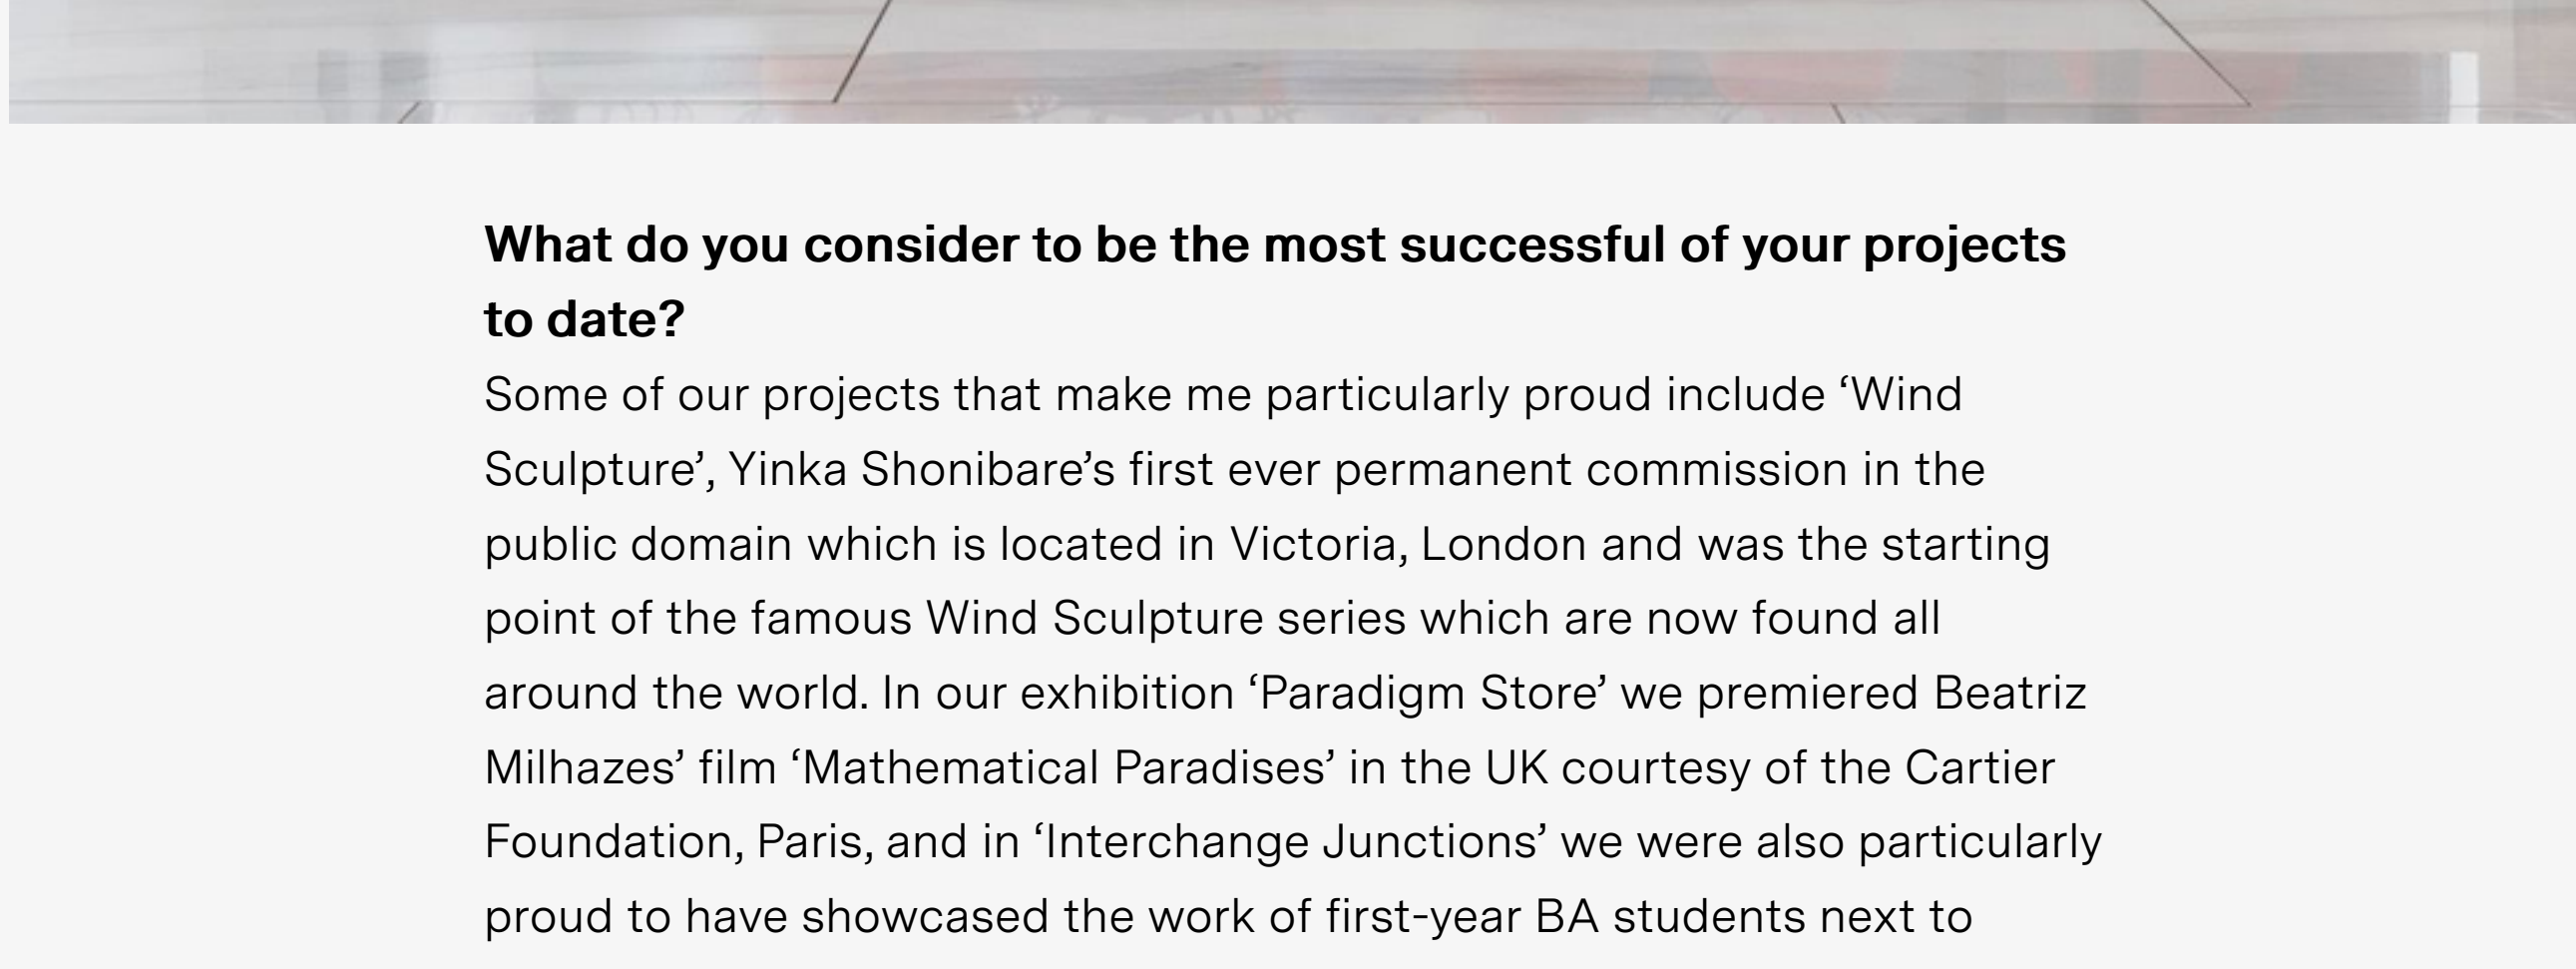 What do you consider to be the most successful of your projects
to date?
Some of our projects that make me particularly proud include ‘Wind
Sculpture’, Yinka Shonibare’s first ever permanent commission in the
public domain which is located in Victoria, London and was the starting
point of the famous Wind Sculpture series which are now found all
around the world. In our exhibition ‘Paradigm Store’ we premiered Beatriz
Milhazes’ film ‘Mathematical Paradises’ in the UK courtesy of the Cartier
Foundation, Paris, and in ‘Interchange Junctions’ we were also particularly
proud to have showcased the work of first-year BA students next to